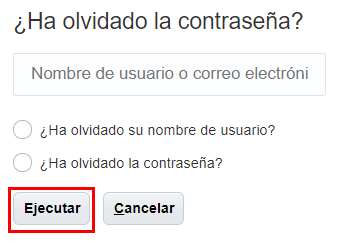 ¿Ha olvidado la contraseña?
Nombre de usuario o correo electróni
¿Ha olvidado su nombre de usuario?
¿Ha olvidado la contraseña?
Ejecutar Cancelar